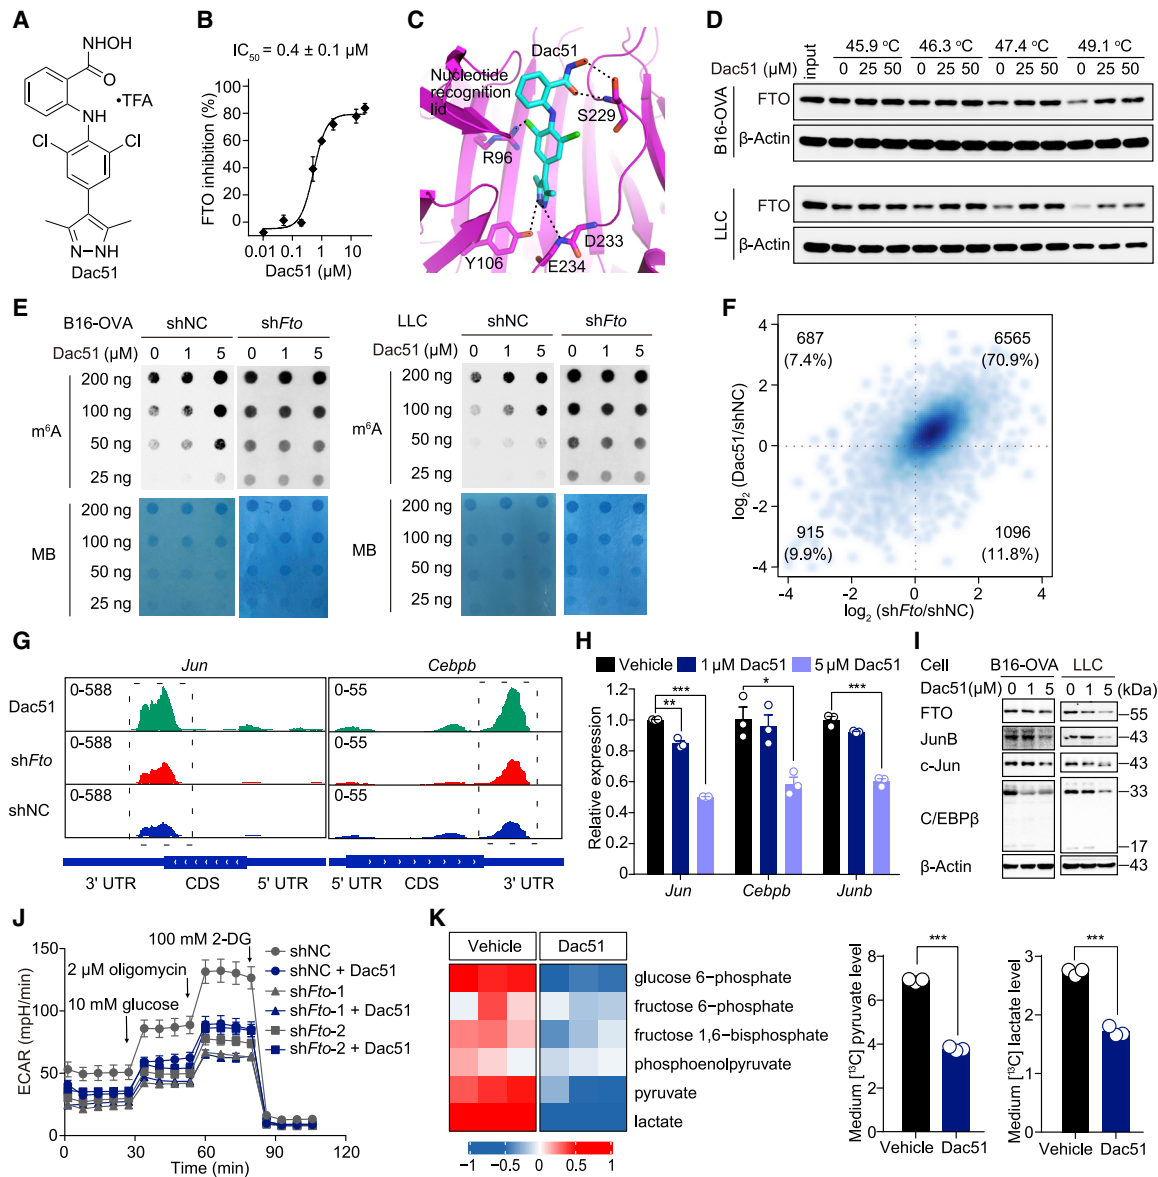 A
NHOH
O
NH
•TFA
Cl
Cl
N–NH
Dac51
B
IC50 = 0.4 ± 0.1 µM
FTO inhibition (%)
100
80
60
40
20
0
0.01
0.1
1
10
Dac51 (µM)
C
Dac51
Nucleotide
recognition
lid
S229
R96
D233
Y106
E234
D
input
45.9 °C
46.3 °C
47.4 °C
49.1 °C
Dac51 (µM)
0 25 50 0 25 50 0 25 50 0 25 50
B16-OVA
FTO
β-Actin
LLC
FTO
β-Actin
E
B16-OVA
shNC
shFto
Dac51 (µM)
0 1 5 0 1 5
m⁶A
200 ng
100 ng
50 ng
25 ng
MB
200 ng
100 ng
50 ng
25 ng
LLC
shNC
shFto
Dac51 (µM)
0 1 5 0 1 5
m⁶A
200 ng
100 ng
50 ng
25 ng
MB
200 ng
100 ng
50 ng
25 ng
F
log₂ (Dac51/shNC)
4
2
0
-2
-4
687
(7.4%)
6565
(70.9%)
915
(9.9%)
1096
(11.8%)
-4 -2 0 2 4
log₂ (shFto/shNC)
G
Jun
Cebpb
Dac51
0-588
0-55
shFto
0-588
0-55
shNC
0-588
0-55
3' UTR
CDS
5' UTR
5' UTR
CDS
3' UTR
H
Vehicle
1 µM Dac51
5 µM Dac51
Relative expression
1.2
1.0
0.8
0.6
0.4
0.2
0
***
**
*
***
Jun
Cebpb
Junb
I
Cell
B16-OVA
LLC
Dac51(µM)
0 1 5 0 1 5 (kDa)
FTO
55
JunB
43
c-Jun
43
C/EBPβ
33
17
β-Actin
43
J
ECAR (mpH/min)
150
100
50
0
100 mM 2-DG
2 µM oligomycin
10 mM glucose
shNC
shNC + Dac51
shFto-1
shFto-1 + Dac51
shFto-2
shFto-2 + Dac51
0 30 60 90 120
Time (min)
K
Vehicle
Dac51
glucose 6−phosphate
fructose 6−phosphate
fructose 1,6−bisphosphate
phosphoenolpyruvate
pyruvate
lactate
−1 −0.5 0 0.5 1
Medium [¹³C] pyruvate level
8
6
4
2
0
***
Vehicle Dac51
Medium [¹³C] lactate level
3
2
1
0
***
Vehicle Dac51